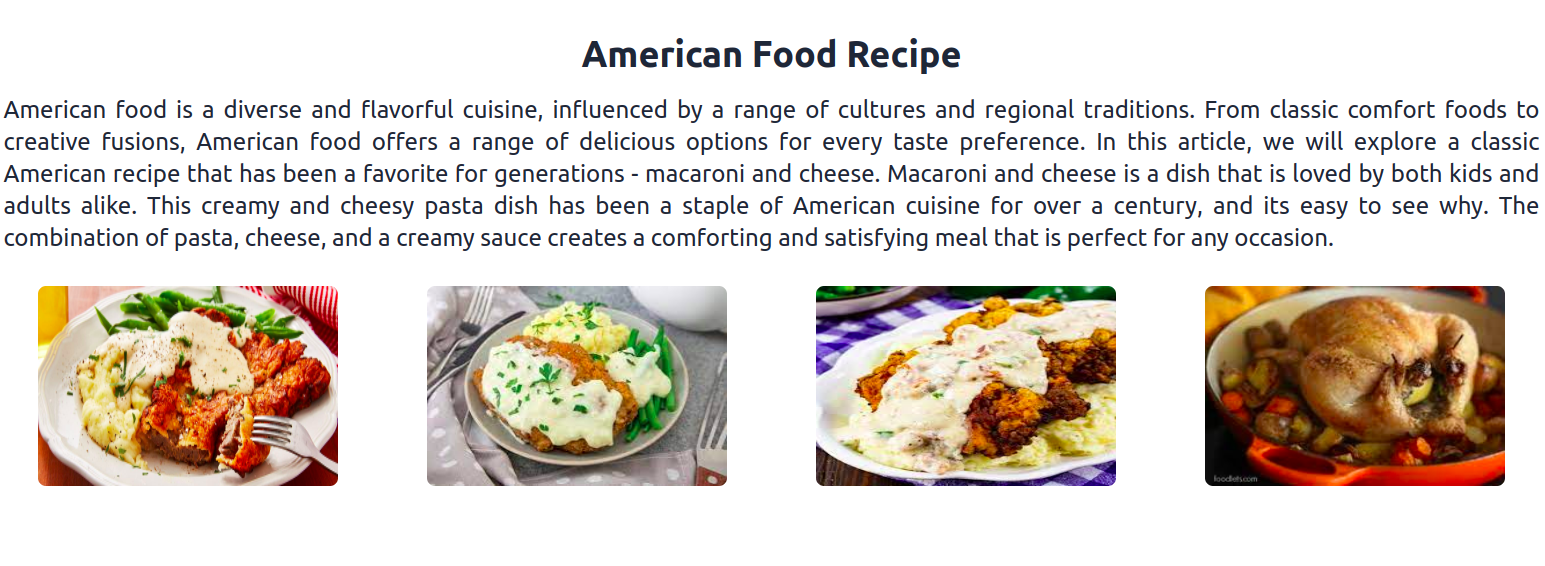 American Food Recipe
American food is a diverse and flavorful cuisine, influenced by a range of cultures and regional traditions. From classic comfort foods to
creative fusions, American food offers a range of delicious options for every taste preference. In this article, we will explore a classic
American recipe that has been a favorite for generations - macaroni and cheese. Macaroni and cheese is a dish that is loved by both kids and
adults alike. This creamy and cheesy pasta dish has been a staple of American cuisine for over a century, and its easy to see why. The
combination of pasta, cheese, and a creamy sauce creates a comforting and satisfying meal that is perfect for any occasion.
foodlets.com